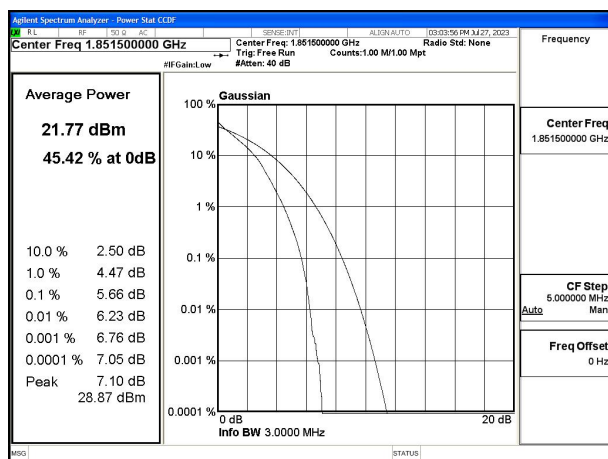 Agilent Spectrum Analyzer - Power Stat CCDF
LXI RL RF 50 Ω AC SENSE:INT ALIGN AUTO 03:03:56 PM Jul 27, 2023
Center Freq 1.851500000 GHz
Center Freq: 1.851500000 GHz Radio Std: None
Trig: Free Run Counts:1.00 M/1.00 Mpt
#IFGain:Low #Atten: 40 dB
Frequency
Average Power
21.77 dBm
45.42 % at 0dB
10.0 % 2.50 dB
1.0 % 4.47 dB
0.1 % 5.66 dB
0.01 % 6.23 dB
0.001 % 6.76 dB
0.0001 % 7.05 dB
Peak 7.10 dB
28.87 dBm
Gaussian
100 %
10 %
1 %
0.1 %
0.01 %
0.001 %
0.0001 %
0 dB 20 dB
Info BW 3.0000 MHz
Center Freq
1.851500000 GHz
CF Step
5.000000 MHz
Auto Man
Freq Offset
0 Hz
MSG STATUS